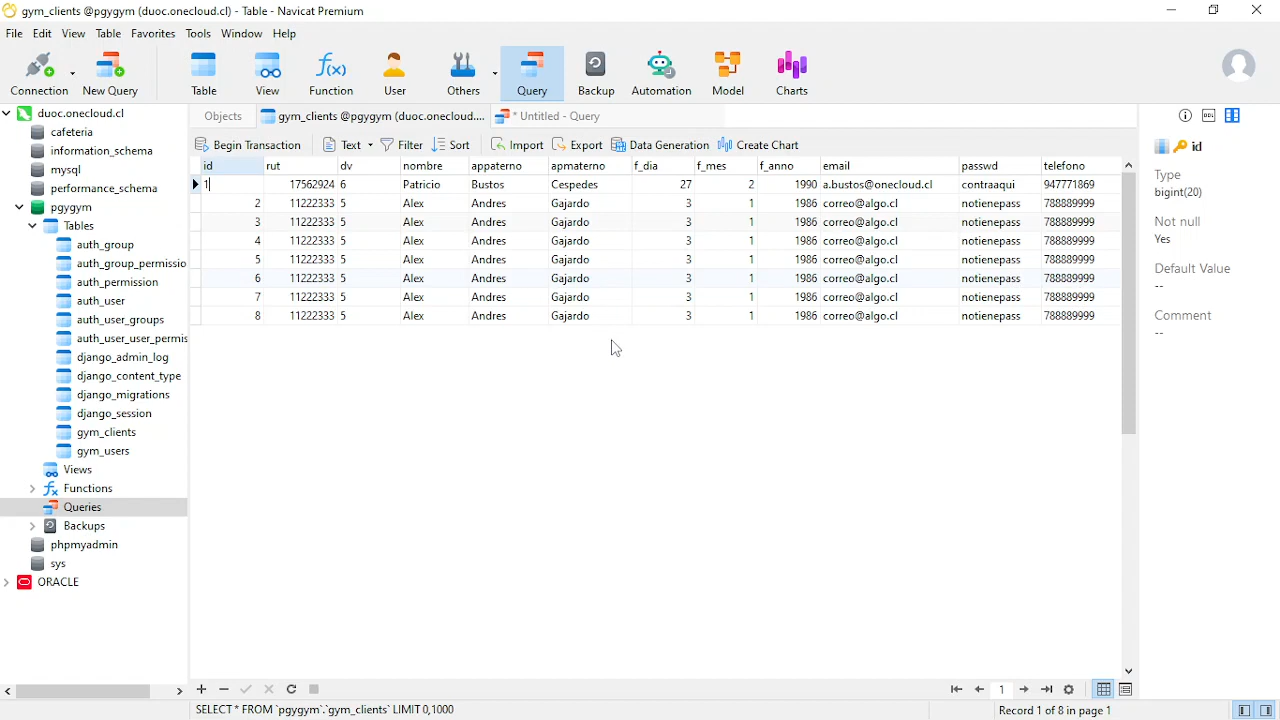 gym_clients @pgygym (duoc.onecloud.cl) - Table - Navicat Premium
File Edit View Table Favorites Tools Window Help
Connection New Query Table View Function User Others Query Backup Automation Model Charts
f(x)
Objects gym_clients @pgygym (duoc.onecloud.... * Untitled - Query
Begin Transaction Text Filter Sort Import Export Data Generation Create Chart
id rut dv nombre appaterno apmaterno f_dia f_mes f_anno email passwd telefono
1 17562924 6 Patricio Bustos Cespedes 27 2 1990 a.bustos@onecloud.cl contraaqui 947771869
2 11222333 5 Alex Andres Gajardo 3 1 1986 correo@algo.cl notienepass 788889999
3 11222333 5 Alex Andres Gajardo 3 1 1986 correo@algo.cl notienepass 788889999
4 11222333 5 Alex Andres Gajardo 3 1 1986 correo@algo.cl notienepass 788889999
5 11222333 5 Alex Andres Gajardo 3 1 1986 correo@algo.cl notienepass 788889999
6 11222333 5 Alex Andres Gajardo 3 1 1986 correo@algo.cl notienepass 788889999
7 11222333 5 Alex Andres Gajardo 3 1 1986 correo@algo.cl notienepass 788889999
8 11222333 5 Alex Andres Gajardo 3 1 1986 correo@algo.cl notienepass 788889999
duoc.onecloud.cl
cafeteria
information_schema
mysql
performance_schema
pgygym
Tables
auth_group
auth_group_permissio
auth_permission
auth_user
auth_user_groups
auth_user_user_permis
django_admin_log
django_content_type
django_migrations
django_session
gym_clients
gym_users
Views
Functions
Queries
Backups
phpmyadmin
sys
ORACLE
id
Type
bigint(20)
Not null
Yes
Default Value
--
Comment
--
1
SELECT * FROM `pgygym`.`gym_clients` LIMIT 0,1000
Record 1 of 8 in page 1